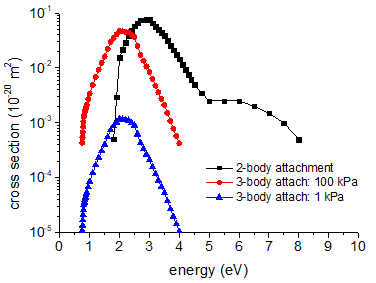 10⁻¹
10⁻²
10⁻³
10⁻⁴
10⁻⁵
cross section (10⁻²⁰ m²)
2-body attachment
3-body attach: 100 kPa
3-body attach: 1 kPa
0 1 2 3 4 5 6 7 8 9 10
energy (eV)